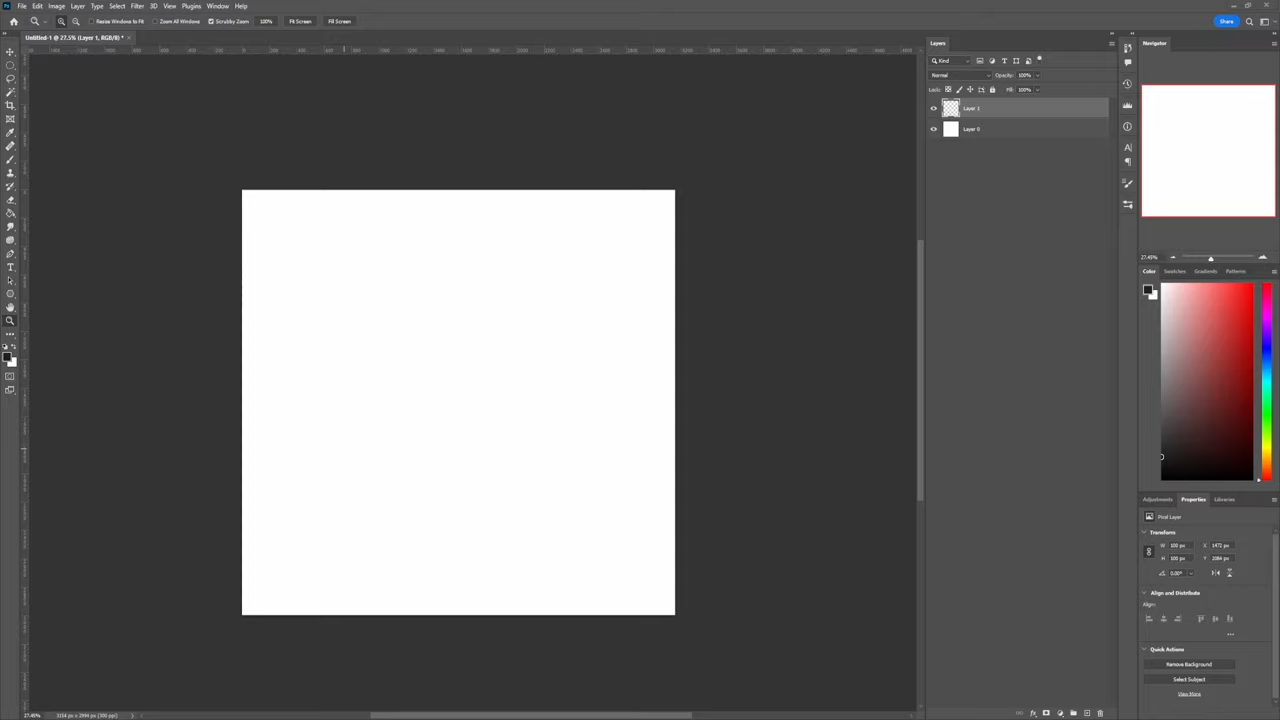 Ps File Edit Image Layer Type Select Filter 3D View Plugins Window Help
Resize Windows to Fit Zoom All Windows Scrubby Zoom 100% Fit Screen Fill Screen Share
Untitled-1 @ 27.5% (Layer 1, RGB/8) *
Layers
Kind
Normal Opacity: 100%
Lock: Fill: 100%
Layer 1
Layer 0
Navigator
27.45%
Color Swatches Gradients Patterns
Adjustments Properties Libraries
Pixel Layer
Transform
W 100 px X 1472 px
H 100 px Y 2084 px
0.00°
Align and Distribute
Align:
Quick Actions
Remove Background
Select Subject
View More
27.45% 3164 px x 2994 px (300 ppi)